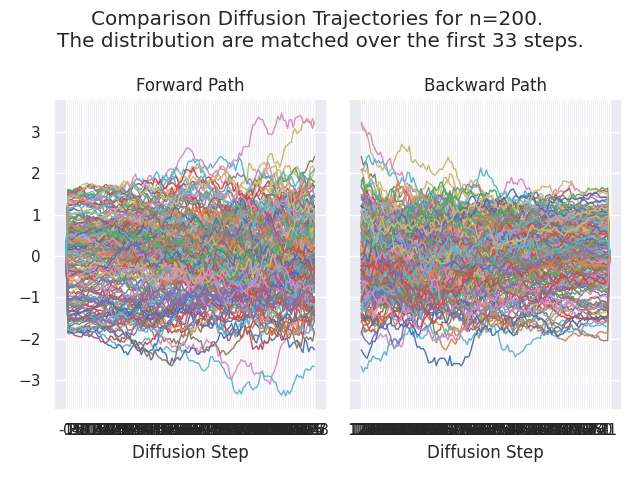 Comparison Diffusion Trajectories for n=200.
The distribution are matched over the first 33 steps.
Forward Path
Backward Path
3
2
1
0
−1
−2
−3
Diffusion Step
Diffusion Step